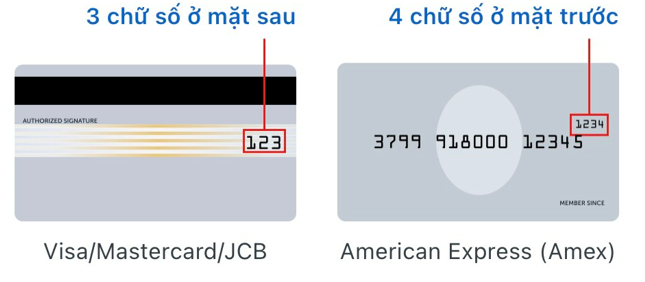 3 chữ số ở mặt sau
4 chữ số ở mặt trước
AUTHORIZED SIGNATURE
123
1234
3799 918000 12345
MEMBER SINCE
Visa/Mastercard/JCB
American Express (Amex)